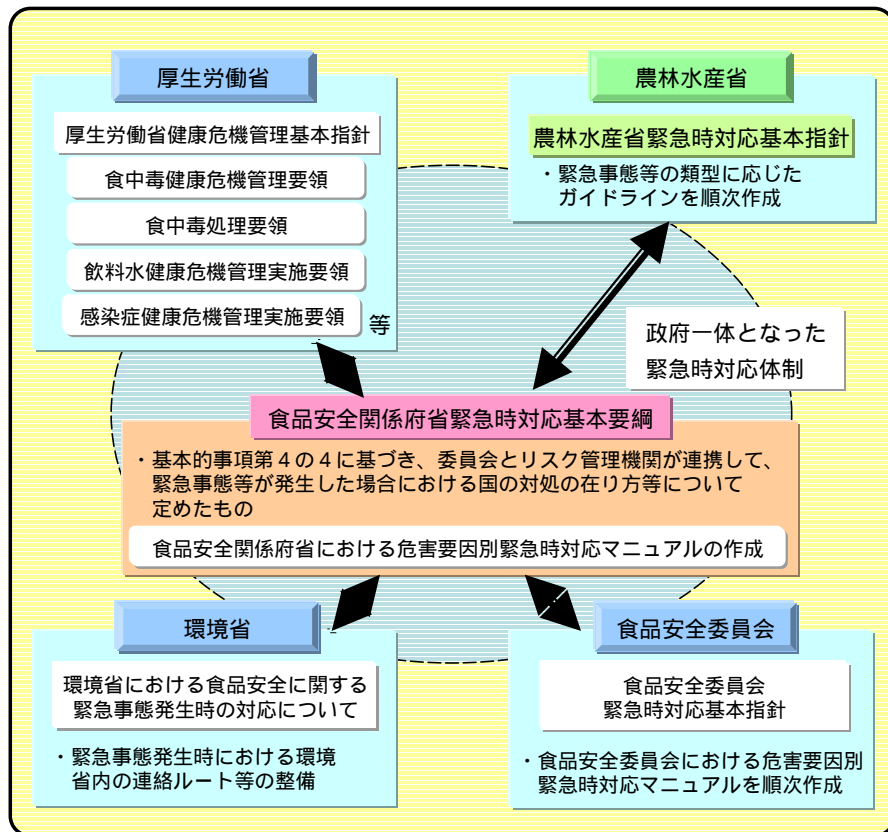 厚生労働省
厚生労働省健康危機管理基本指針
食中毒健康危機管理要領
食中毒処理要領
飲料水健康危機管理実施要領
感染症健康危機管理実施要領
等
農林水産省
農林水産省緊急時対応基本指針
・緊急事態等の類型に応じた
ガイドラインを順次作成
政府一体となった
緊急時対応体制
食品安全関係府省緊急時対応基本要綱
・基本的事項第４の４に基づき、委員会とリスク管理機関が連携して、
緊急事態等が発生した場合における国の対処の在り方等について
定めたもの
食品安全関係府省における危害要因別緊急時対応マニュアルの作成
環境省
環境省における食品安全に関する
緊急事態発生時の対応について
・緊急事態発生時における環境
省内の連絡ルート等の整備
食品安全委員会
食品安全委員会
緊急時対応基本指針
・食品安全委員会における危害要因別
緊急時対応マニュアルを順次作成